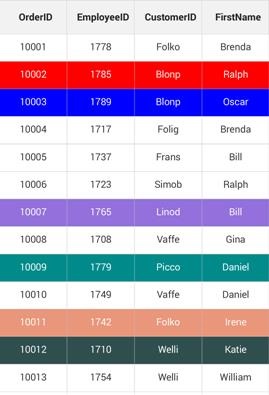 OrderID EmployeeID CustomerID FirstName
10001 1778 Folko Brenda
10002 1785 Blonp Ralph
10003 1789 Blonp Oscar
10004 1717 Folig Brenda
10005 1737 Frans Bill
10006 1723 Simob Ralph
10007 1765 Linod Bill
10008 1708 Vaffe Gina
10009 1779 Picco Daniel
10010 1749 Vaffe Daniel
10011 1742 Folko Irene
10012 1710 Welli Katie
10013 1754 Welli William